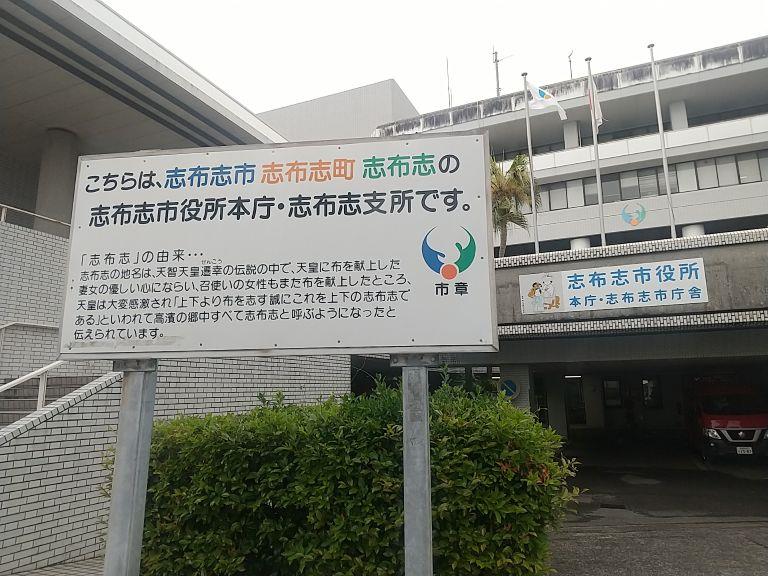 こちらは、志布志市 志布志町 志布志の
志布志市役所本庁・志布志支所です。
「志布志」の由来･･･
せんこう
志布志の地名は、天智天皇遷幸の伝説の中で、天皇に布を献上した
妻女の優しい心にならい、召使いの女性もまた布を献上したところ、
天皇は大変感激され「上下より布を志す誠にこれを上下の志布志で
ある」といわれて高濱の郷中すべて志布志と呼ぶようになったと
伝えられています。
市章
志布志市役所
本庁・志布志市庁舎